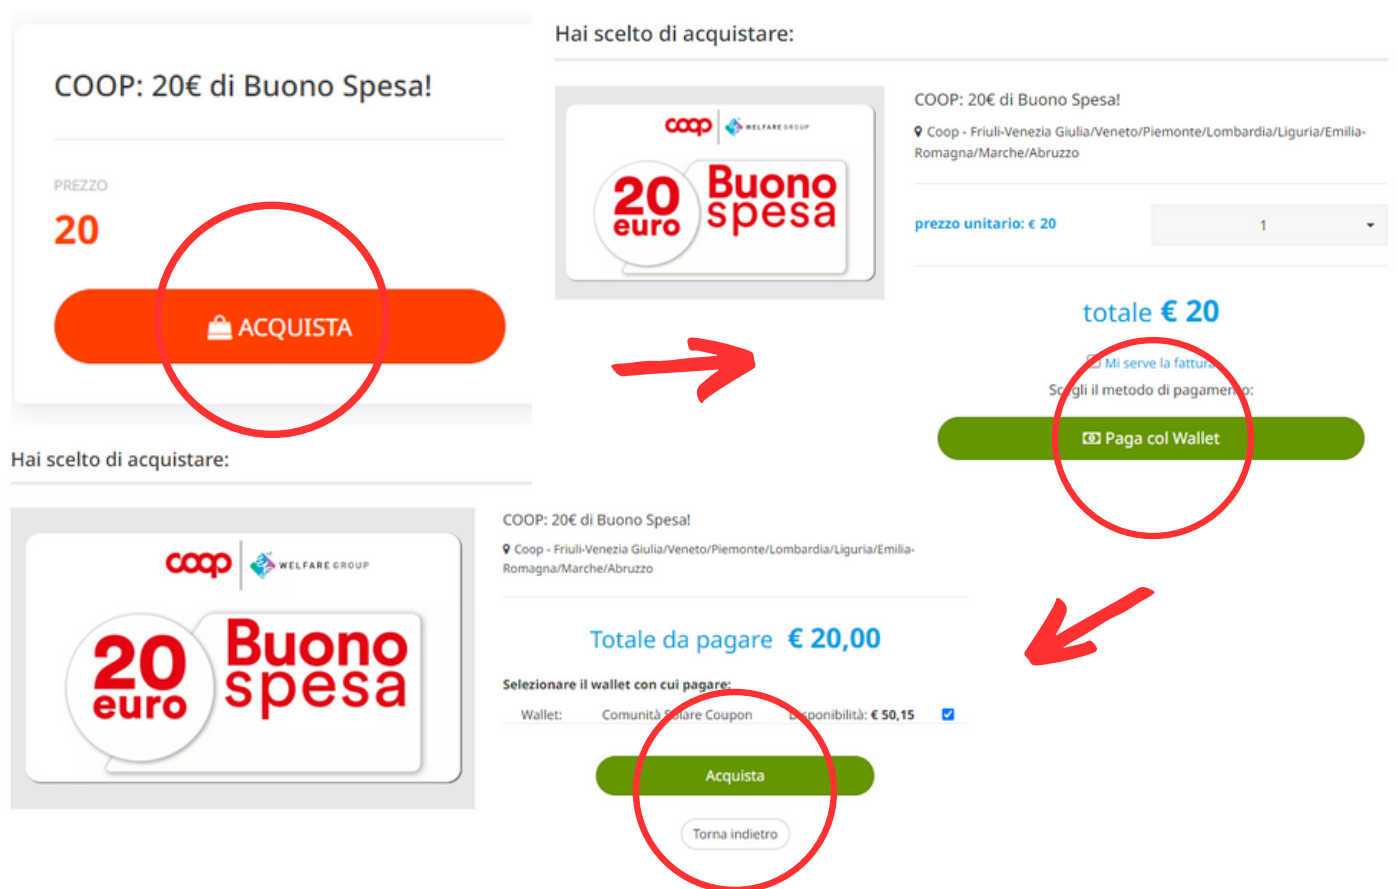 COOP: 20€ di Buono Spesa!
PREZZO
20
ACQUISTA
Hai scelto di acquistare:
coop WELFARE GROUP
20 euro
Buono spesa
COOP: 20€ di Buono Spesa!
Coop - Friuli-Venezia Giulia/Veneto/Piemonte/Lombardia/Liguria/Emilia-
Romagna/Marche/Abruzzo
prezzo unitario: € 20
1
totale € 20
Mi serve la fattura
Scegli il metodo di pagamento:
Paga col Wallet
Hai scelto di acquistare:
coop WELFARE GROUP
20 euro
Buono spesa
COOP: 20€ di Buono Spesa!
Coop - Friuli-Venezia Giulia/Veneto/Piemonte/Lombardia/Liguria/Emilia-
Romagna/Marche/Abruzzo
Totale da pagare € 20,00
Selezionare il wallet con cui pagare:
Wallet: Comunità Solare Coupon Disponibilità: € 50,15
Acquista
Torna indietro